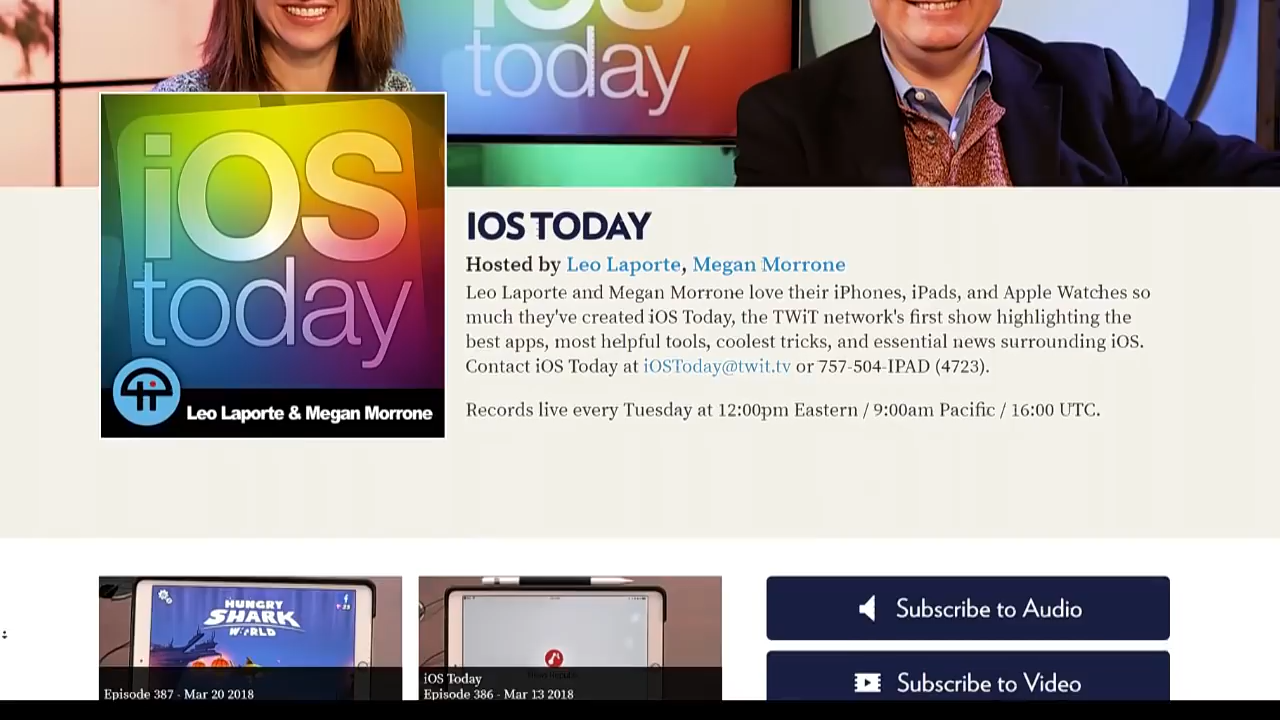 iOS
today
iOS
today
Leo Laporte & Megan Morrone
IOS TODAY
Hosted by Leo Laporte, Megan Morrone
Leo Laporte and Megan Morrone love their iPhones, iPads, and Apple Watches so
much they've created iOS Today, the TWiT network's first show highlighting the
best apps, most helpful tools, coolest tricks, and essential news surrounding iOS.
Contact iOS Today at iOSToday@twit.tv or 757-504-IPAD (4723).
Records live every Tuesday at 12:00pm Eastern / 9:00am Pacific / 16:00 UTC.
HUNGRY
SHARK
WORLD
Episode 387 - Mar 20 2018
iOS Today
Episode 386 - Mar 13 2018
Subscribe to Audio
Subscribe to Video